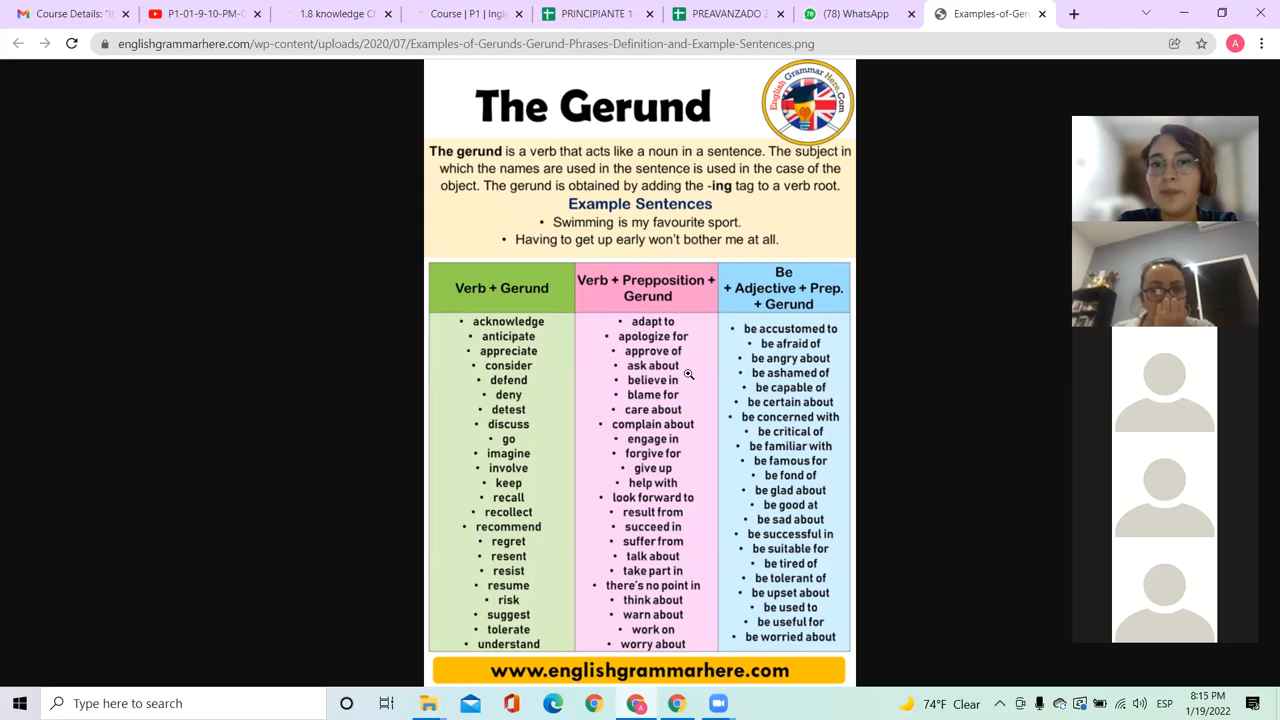 Course Details: "II
P-01-9-10-PM-C
1.8 knowledge C
Course | P1 | Ingl
PRINCIPIANTE 1
PREAVANZADO 2
(78) WhatsApp
Examples-of-Ger
englishgrammarhere.com/wp-content/uploads/2020/07/Examples-of-Gerunds-Grund-Phrases-Definition-and-Example-Sentences.png
A
The Gerund
English Grammar Here.Com
The gerund is a verb that acts like a noun in a sentence. The subject in
which the names are used in the sentence is used in the case of the
object. The gerund is obtained by adding the -ing tag to a verb root.
Example Sentences
• Swimming is my favourite sport.
• Having to get up early won't bother me at all.
Verb + Gerund
• acknowledge
• anticipate
• appreciate
• consider
• defend
• deny
• detest
• discuss
• go
• imagine
• involve
• keep
• recall
• recollect
• recommend
• regret
• resent
• resist
• resume
• risk
• suggest
• tolerate
• understand
Verb + Prepposition +
Gerund
• adapt to
• apologize for
• approve of
• ask about
• believe in
• blame for
• care about
• complain about
• engage in
• forgive for
• give up
• help with
• look forward to
• result from
• succeed in
• suffer from
• talk about
• take part in
• there's no point in
• think about
• warn about
• work on
• worry about
Be
+ Adjective + Prep.
+ Gerund
• be accustomed to
• be afraid of
• be angry about
• be ashamed of
• be capable of
• be certain about
• be concerned with
• be critical of
• be familiar with
• be famous for
• be fond of
• be glad about
• be good at
• be sad about
• be successful in
• be suitable for
• be tired of
• be tolerant of
• be upset about
• be used to
• be useful for
• be worried about
www.englishgrammarhere.com
Type here to search
74°F Clear
ESP
8:15 PM
1/19/2022